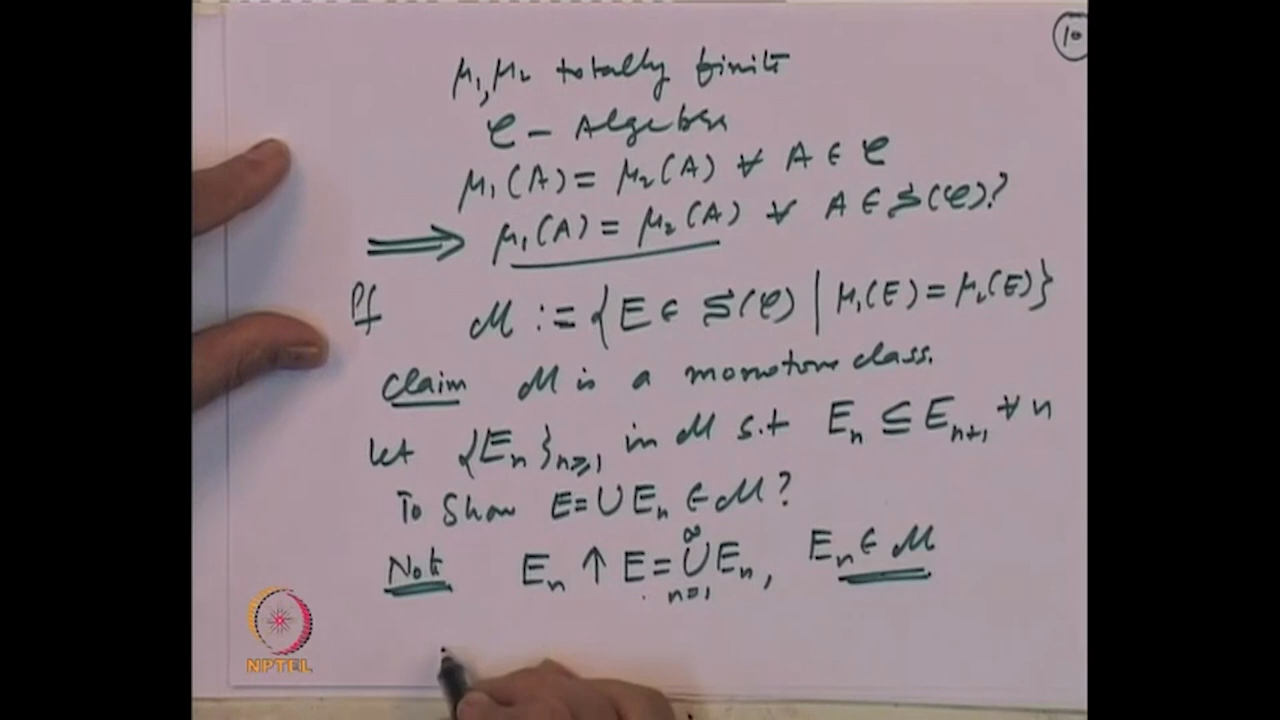 10
μ₁, μ₂ totally finite
𝒞 – Algebra
μ₁(A) = μ₂(A) ∀ A ∈ 𝒞
⟹ μ₁(A) = μ₂(A) ∀ A ∈ S(𝒞)?
Pf ℳ := {E ∈ S(𝒞) | μ₁(E) = μ₂(E)}
Claim ℳ is a monotone class.
Let {Eₙ}ₙ≥₁ in ℳ s.t Eₙ ⊆ Eₙ₊₁ ∀ n
To Show E = ∪ Eₙ ∈ ℳ?
Note Eₙ ↑ E = ∞∪n=1 Eₙ, Eₙ ∈ ℳ
NPTEL